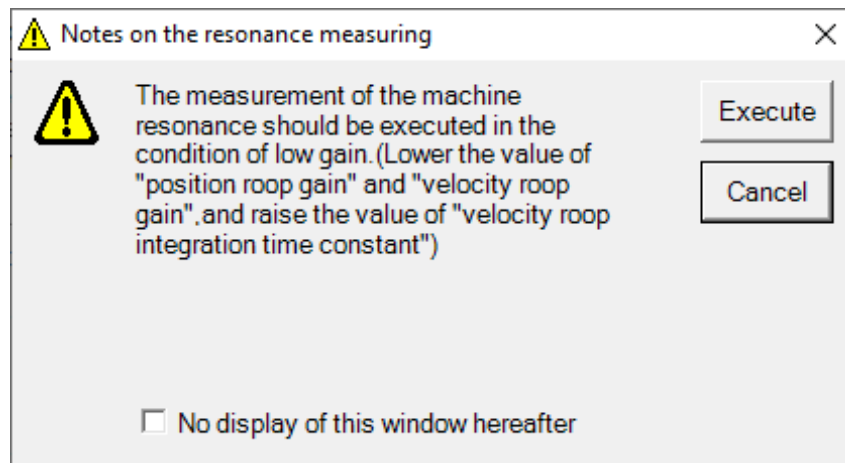 Notes on the resonance measuring
The measurement of the machine
resonance should be executed in the
condition of low gain.(Lower the value of
"position roop gain" and "velocity roop
gain",and raise the value of "velocity roop
integration time constant")
Execute
Cancel
No display of this window hereafter